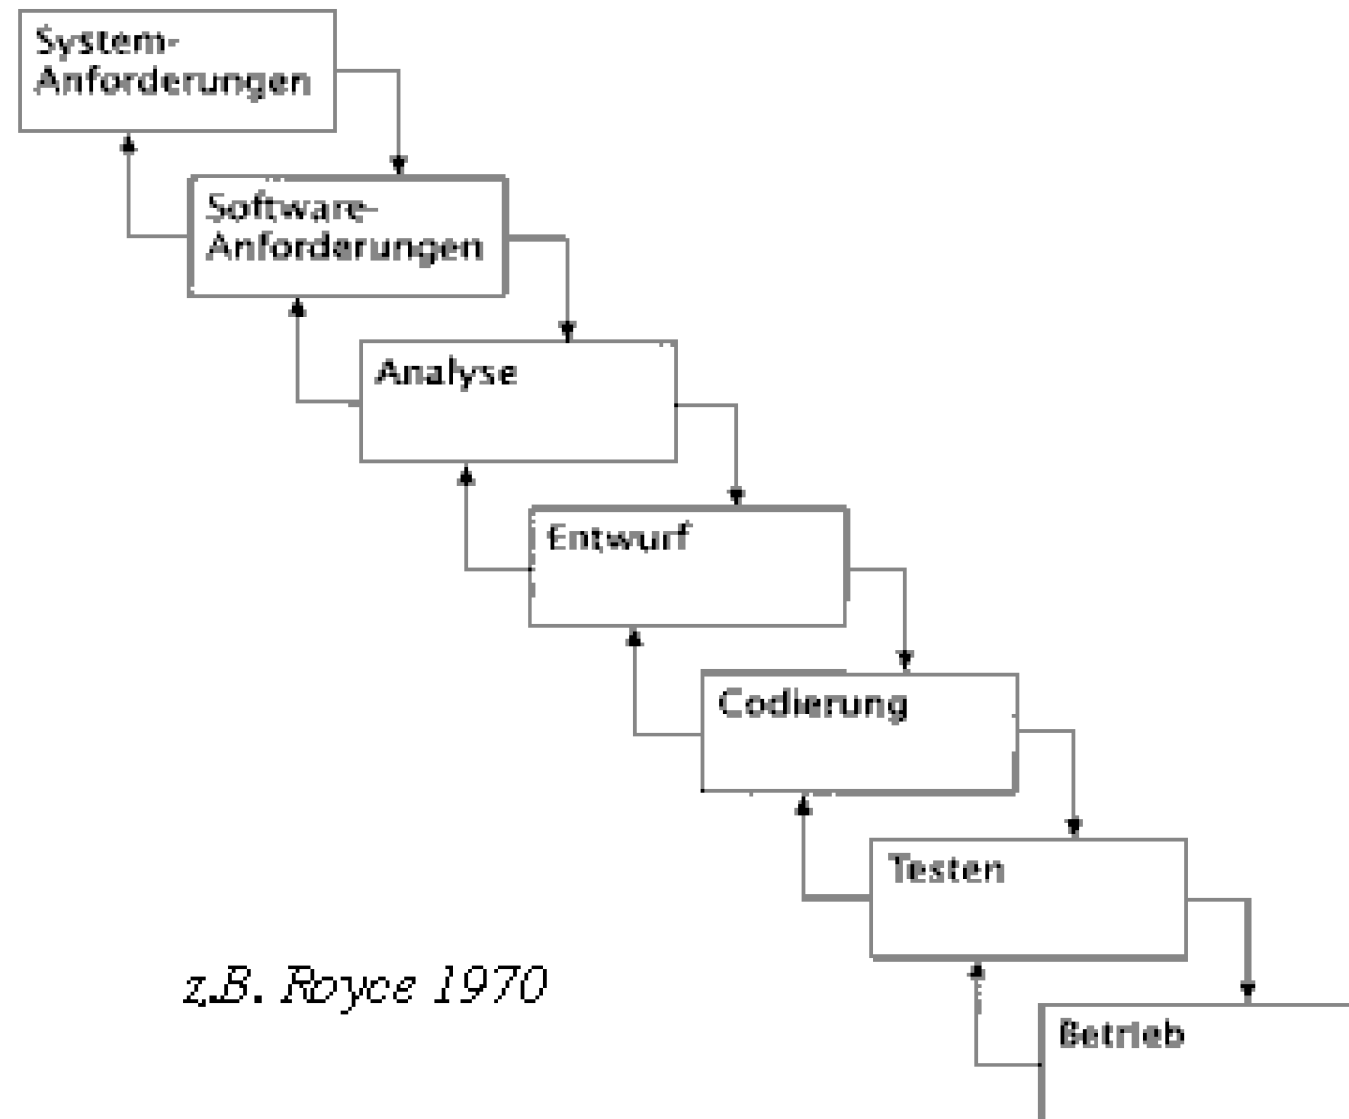 System-
Anforderungen
Software-
Anforderungen
Analyse
Entwurf
Codierung
Testen
z.B. Royce 1970
Betrieb